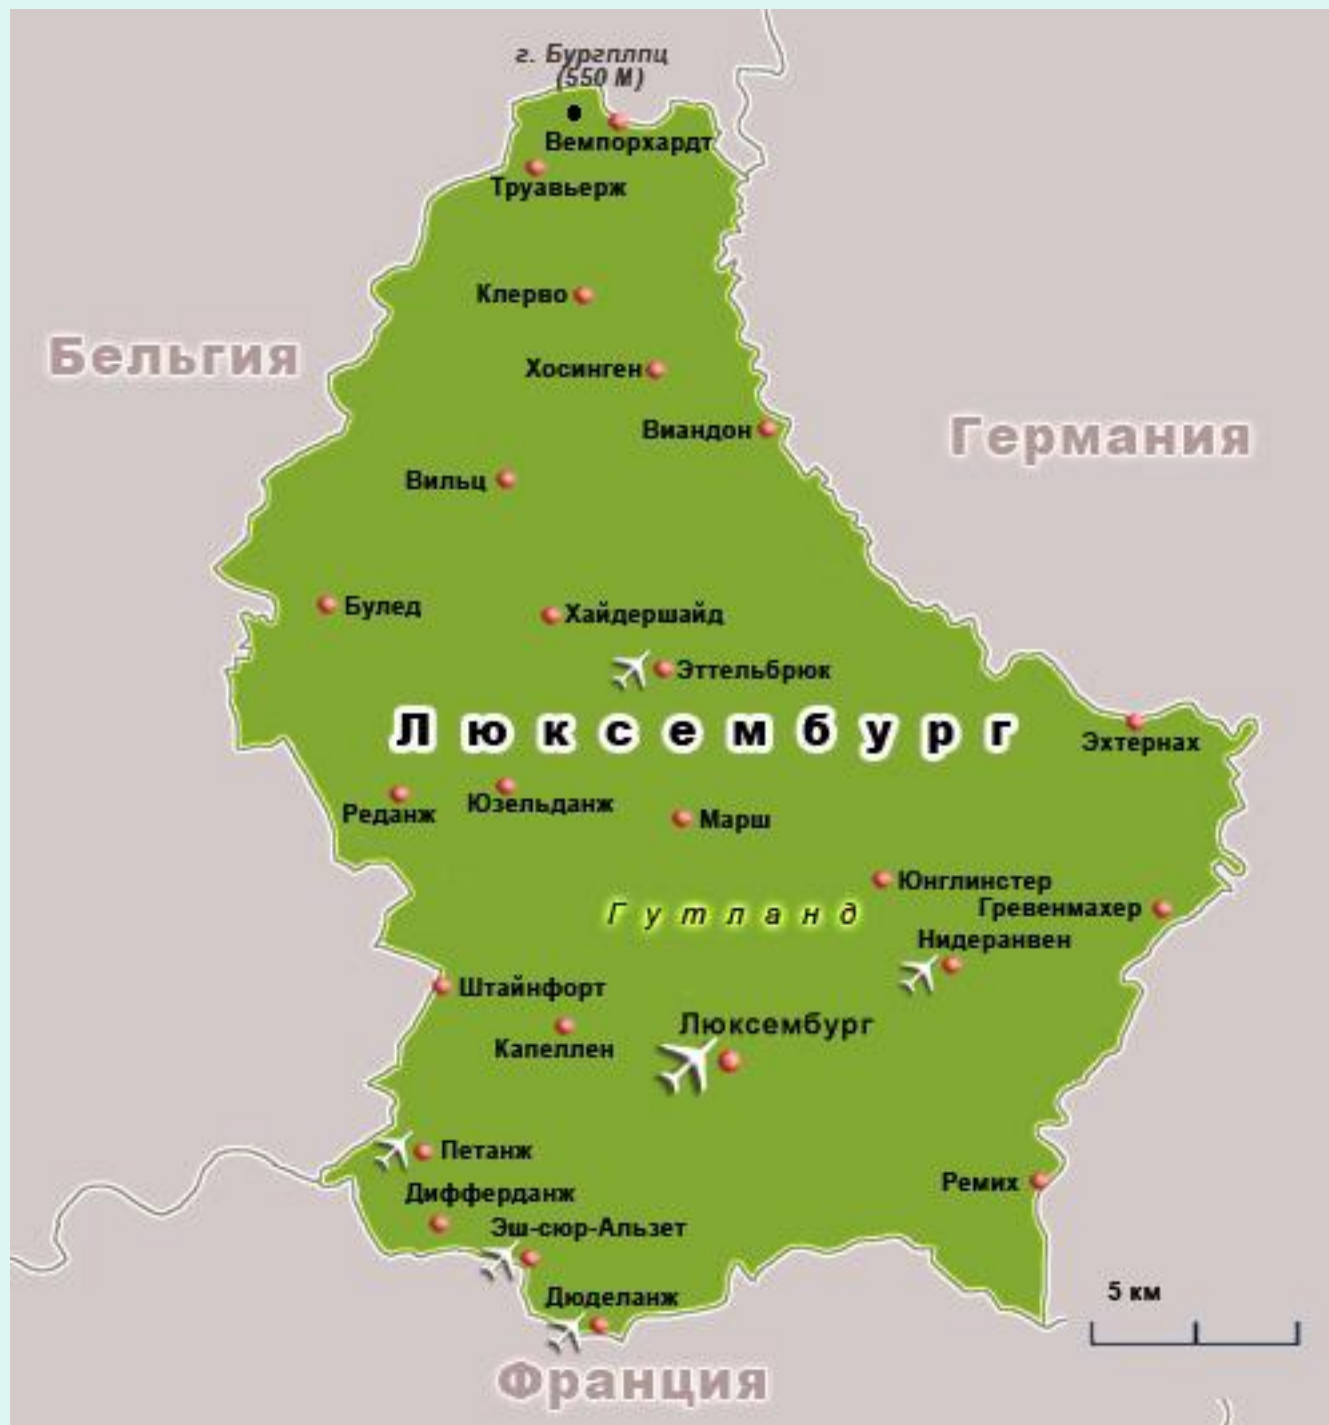 г. Бургплпц
(550 М)
Вемпорхардт
Труавьерж
Клерво
Бельгия
Хосинген
Виандон
Германия
Вильц
Булед
Хайдершайд
Эттельбрюк
Люксембург
Эхтернах
Реданж
Юзельданж
Марш
Юнглинстер
Гутланд
Гревенмахер
Нидеранвен
Штайнфорт
Люксембург
Капеллен
Петанж
Ремих
Дифферданж
Эш-сюр-Альзет
Дюделанж
5 км
Франция